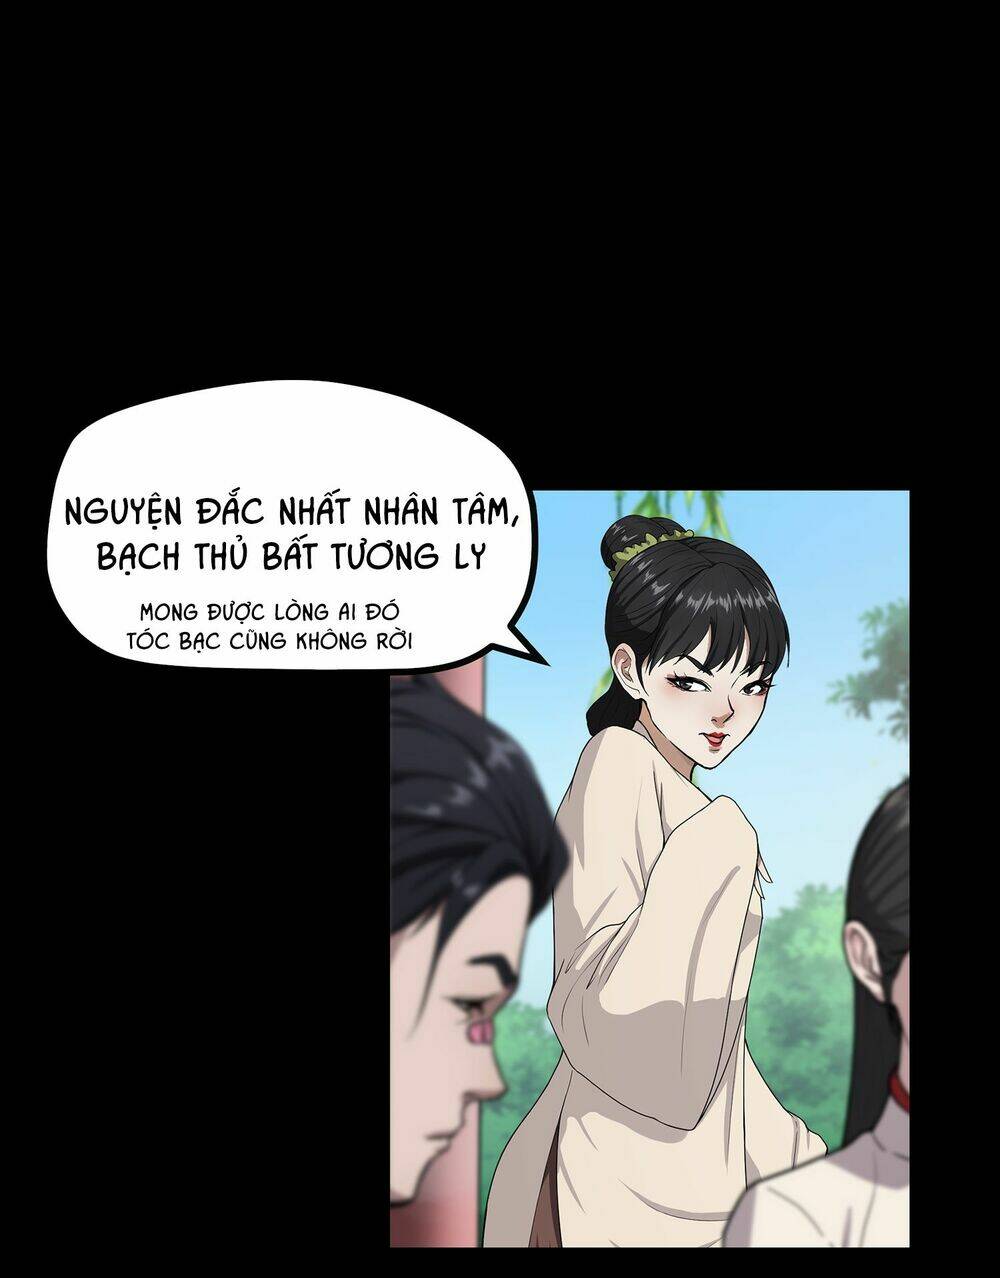 NGUYỆN ĐẮC NHẤT NHÂN TÂM,
BẠCH THỦ BẤT TƯƠNG LY
MONG ĐƯỢC LÒNG AI ĐÓ
TÓC BẠC CŨNG KHÔNG RỜI